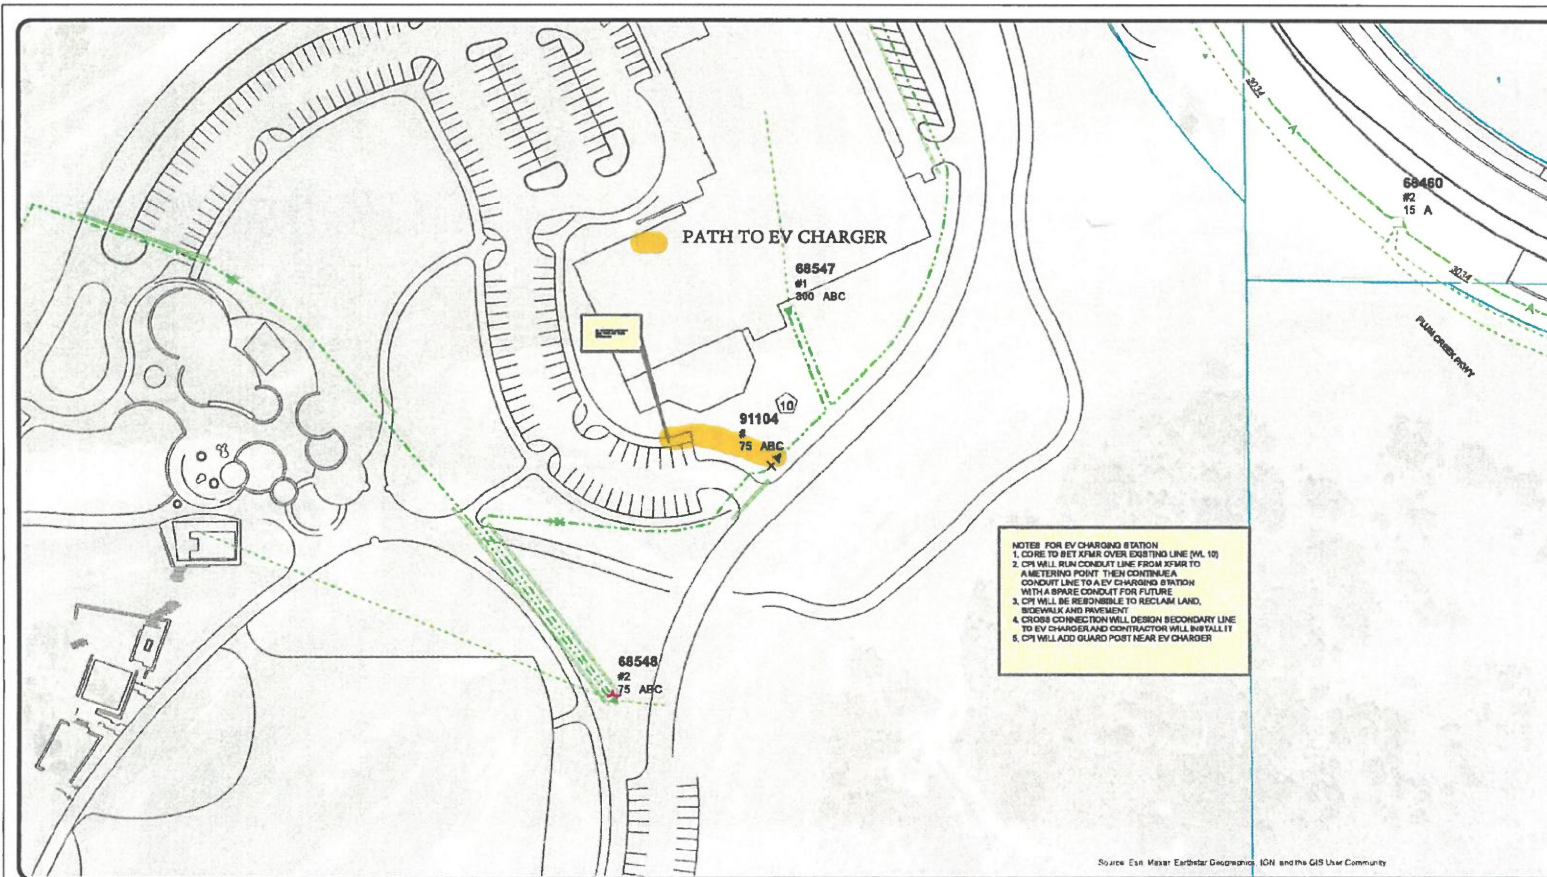 3034
66460
#2
15 A
PATH TO EV CHARGER
68547
#1
300 ABC
3034
PLUM CREEK PKWY
10
91104
#
75 ABC
NOTES FOR EV CHARGING STATION
1. CORE TO SET XFMR OVER EXISTING LINE (WL 10)
2. CPI WILL RUN CONDUIT LINE FROM XFMR TO
A METERING POINT THEN CONTINUE A
CONDUIT LINE TO A EV CHARGING STATION
WITH A SPARE CONDUIT FOR FUTURE
3. CPI WILL BE RESONSIBLE TO RECLAIM LAND,
SIDEWALK AND PAVEMENT
4. CROSS CONNECTION WILL DESIGN SECONDARY LINE
TO EV CHARGER AND CONTRACTOR WILL INSTALL IT
5. CPI WILL ADD GUARD POST NEAR EV CHARGER
68548
#2
75 ABC
Source: Esri, Maxar, Earthstar Geographics, IGN, and the GIS User Community